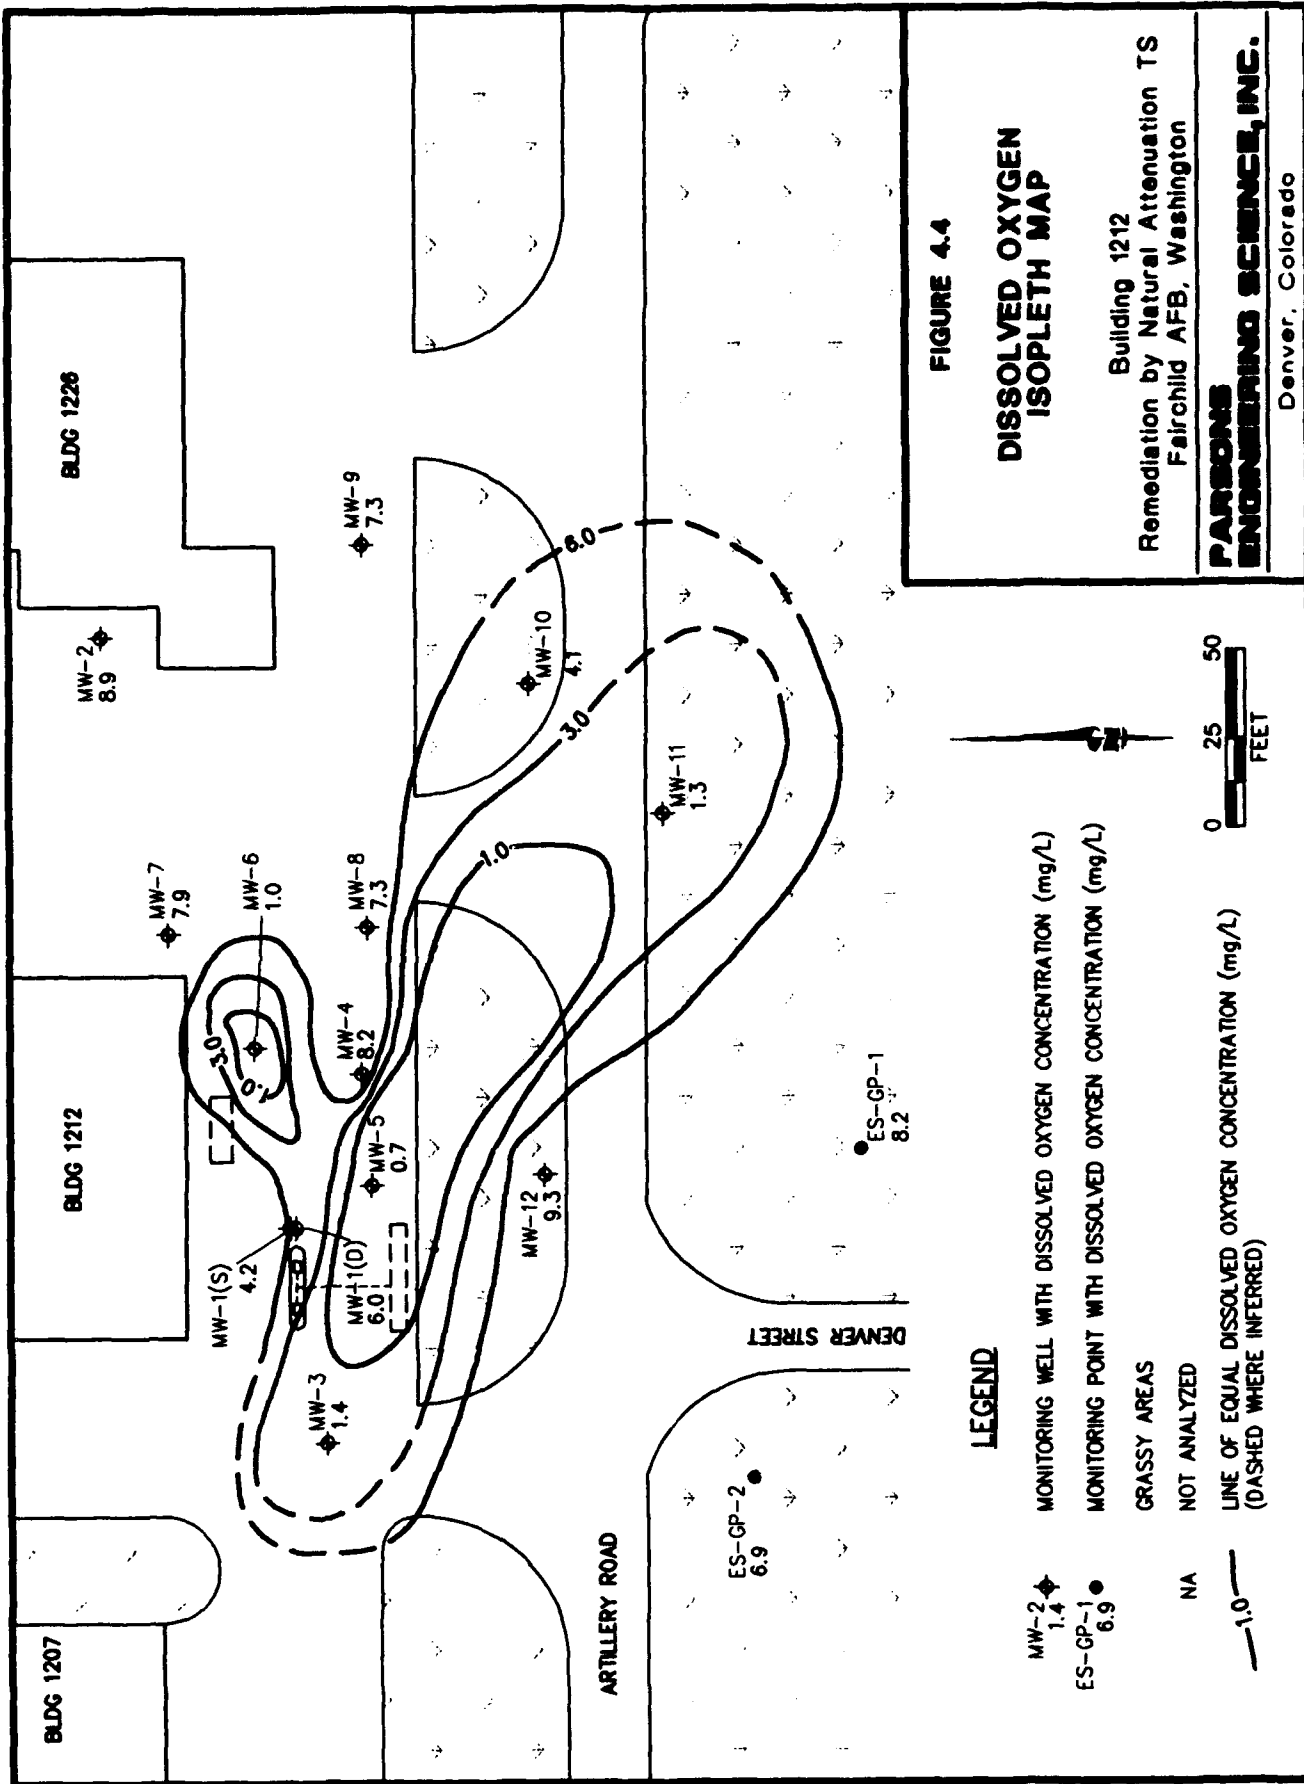 BLDG 1207
BLDG 1212
BLDG 1226
MW-2
8.9
MW-7
7.9
MW-6
1.0
3.0
1.0
MW-1(S)
4.2
MW-4
8.2
MW-8
7.3
MW-9
7.3
MW-3
1.4
MW-1(D)
6.0
MW-5
0.7
1.0
3.0
6.0
MW-10
4.1
MW-12
9.3
MW-11
1.3
ARTILLERY ROAD
DENVER STREET
ES-GP-2
6.9
ES-GP-1
8.2
LEGEND
MW-2
1.4
MONITORING WELL WITH DISSOLVED OXYGEN CONCENTRATION (mg/L)
ES-GP-1
6.9
MONITORING POINT WITH DISSOLVED OXYGEN CONCENTRATION (mg/L)
GRASSY AREAS
NA NOT ANALYZED
1.0 LINE OF EQUAL DISSOLVED OXYGEN CONCENTRATION (mg/L)
(DASHED WHERE INFERRED)
0 25 50
FEET
FIGURE 4.4
DISSOLVED OXYGEN
ISOPLETH MAP
Building 1212
Remediation by Natural Attenuation TS
Fairchild AFB, Washington
PARSONS
ENGINEERING SCIENCE, INC.
Denver, Colorado